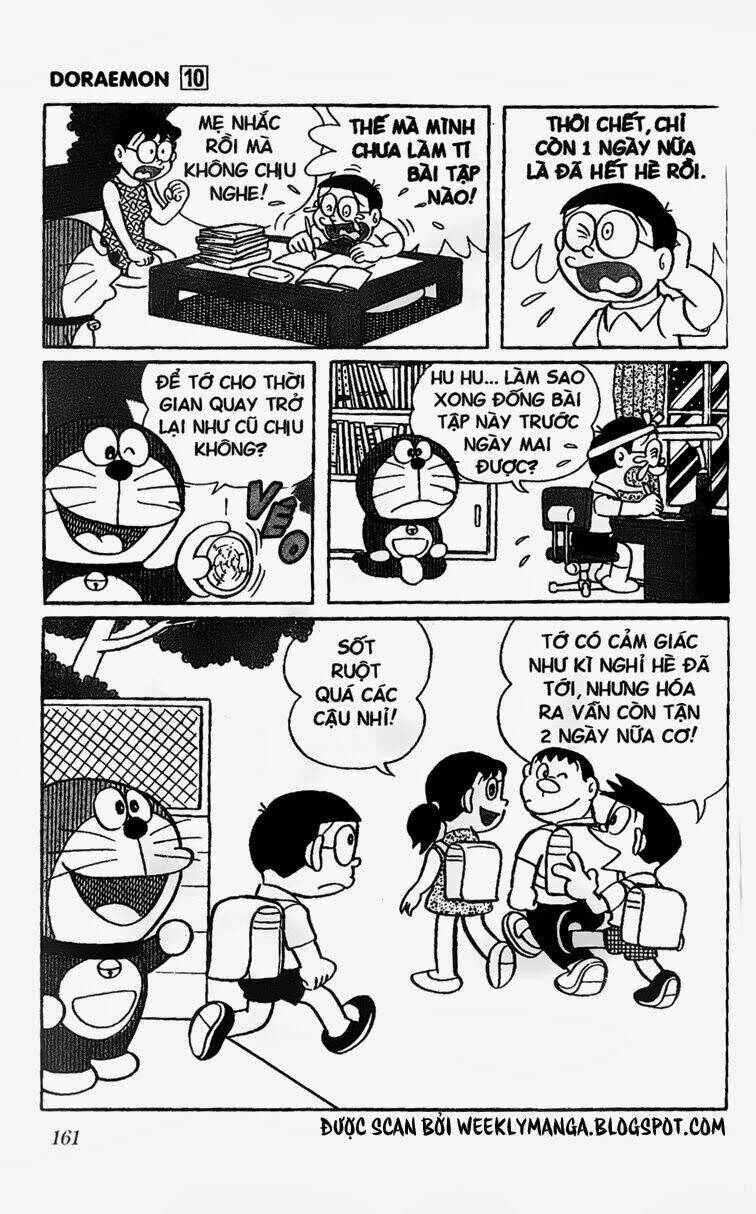 DORAEMON 10
THÔI CHẾT, CHỈ
CÒN 1 NGÀY NỮA
LÀ ĐÃ HẾT HÈ RỒI.
THẾ MÀ MÌNH
CHƯA LÀM TÍ
BÀI TẬP
NÀO!
MẸ NHẮC
RỒI MÀ
KHÔNG CHỊU
NGHE!
HU HU... LÀM SAO
XONG ĐỐNG BÀI
TẬP NÀY TRƯỚC
NGÀY MAI
ĐƯỢC?
ĐỂ TỚ CHO THỜI
GIAN QUAY TRỞ
LẠI NHƯ CŨ CHỊU
KHÔNG?
VÈO
TỚ CÓ CẢM GIÁC
NHƯ KÌ NGHỈ HÈ ĐÃ
TỚI, NHƯNG HÓA
RA VẪN CÒN TẬN
2 NGÀY NỮA CƠ!
SỐT
RUỘT
QUÁ CÁC
CẬU NHỈ!
161
ĐƯỢC SCAN BỞI WEEKLYMANGA.BLOGSPOT.COM